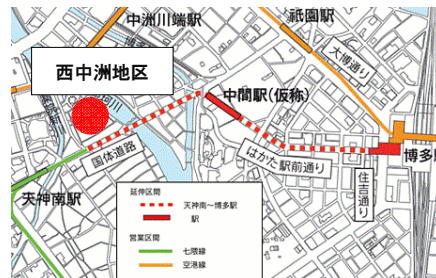 中洲川端駅
祇園駅
大博通り
西中洲地区
中間駅(仮称)
国体道路
はかた駅前通り
博多駅
住吉通り
天神南駅
延伸区間
天神南～博多駅
駅
営業区間
七隈線
空港線